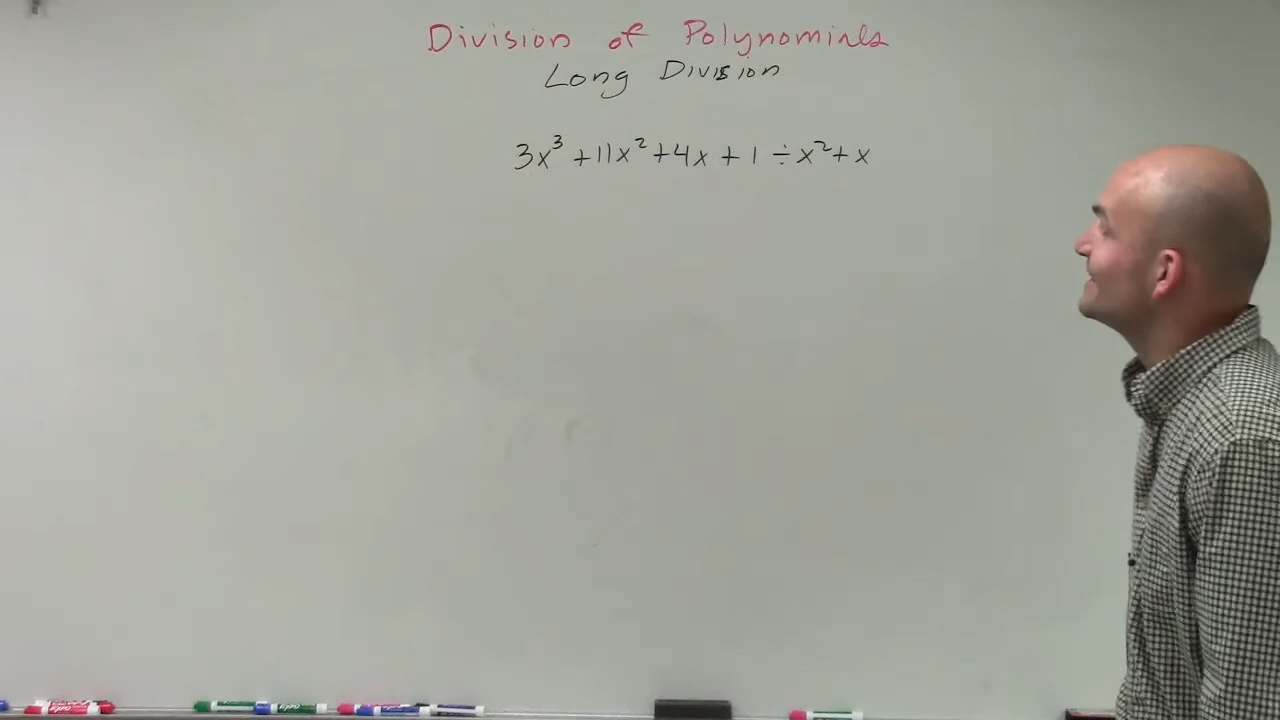 Division of Polynomials
Long Division
3x³ + 11x² + 4x + 1 ÷ x² + x